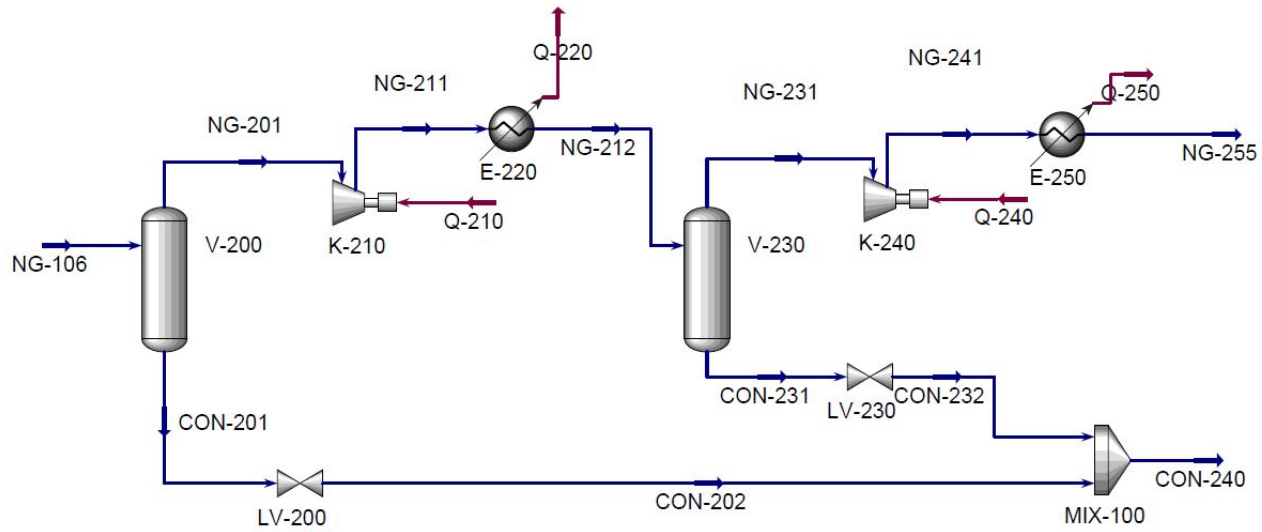 Q-220
NG-241
NG-211
NG-231
Q-250
NG-201
NG-212
NG-255
E-220
E-250
Q-210
Q-240
V-200
K-210
V-230
K-240
NG-106
CON-231
CON-232
LV-230
CON-201
CON-240
CON-202
LV-200
MIX-100